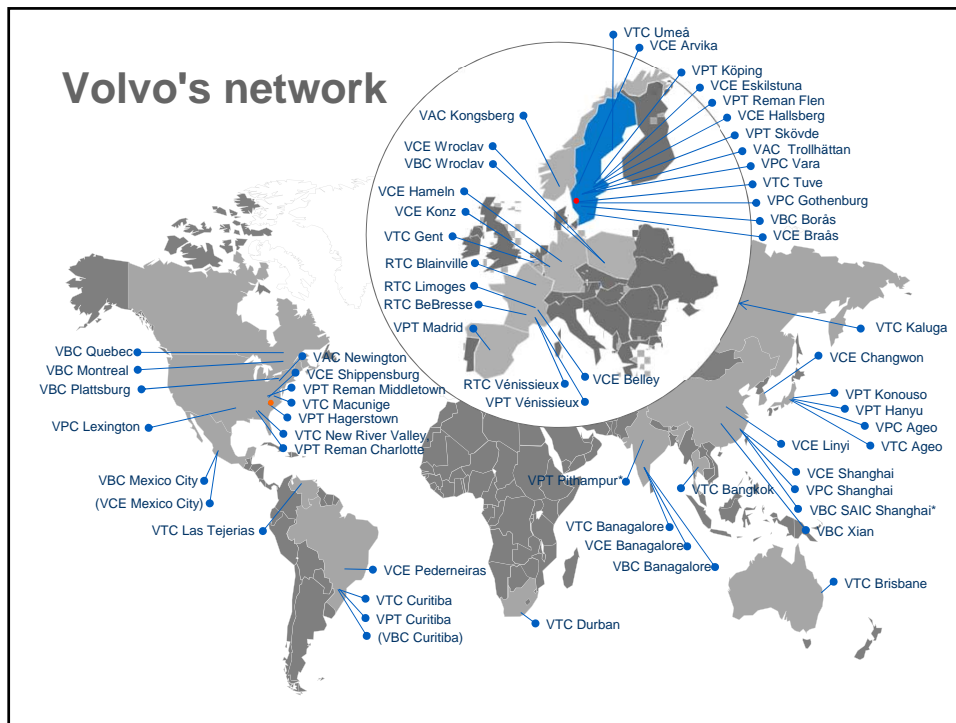 Volvo's network
VTC Umeå
VCE Arvika
VPT Köping
VCE Eskilstuna
VPT Reman Flen
VCE Hallsberg
VPT Skövde
VAC Trollhättan
VPC Vara
VTC Tuve
VPC Gothenburg
VBC Borås
VCE Braås
VAC Kongsberg
VCE Wroclav
VBC Wroclav
VCE Hameln
VCE Konz
VTC Gent
RTC Blainville
RTC Limoges
RTC BeBresse
VPT Madrid
RTC Vénissieux
VPT Vénissieux
VCE Belley
VBC Quebec
VBC Montreal
VBC Plattsburg
VPC Lexington
VAC Newington
VCE Shippensburg
VPT Reman Middletown
VTC Macunige
VPT Hagerstown
VTC New River Valley,
VPT Reman Charlotte
VBC Mexico City
(VCE Mexico City)
VTC Las Tejerias
VCE Pederneiras
VTC Curitiba
VPT Curitiba
(VBC Curitiba)
VTC Durban
VTC Kaluga
VCE Changwon
VPT Konouso
VPT Hanyu
VPC Ageo
VTC Ageo
VCE Linyi
VCE Shanghai
VPC Shanghai
VBC SAIC Shanghai*
VBC Xian
VPT Pithampur*
VTC Bangkok
VTC Banagalore
VCE Banagalore
VBC Banagalore
VTC Brisbane